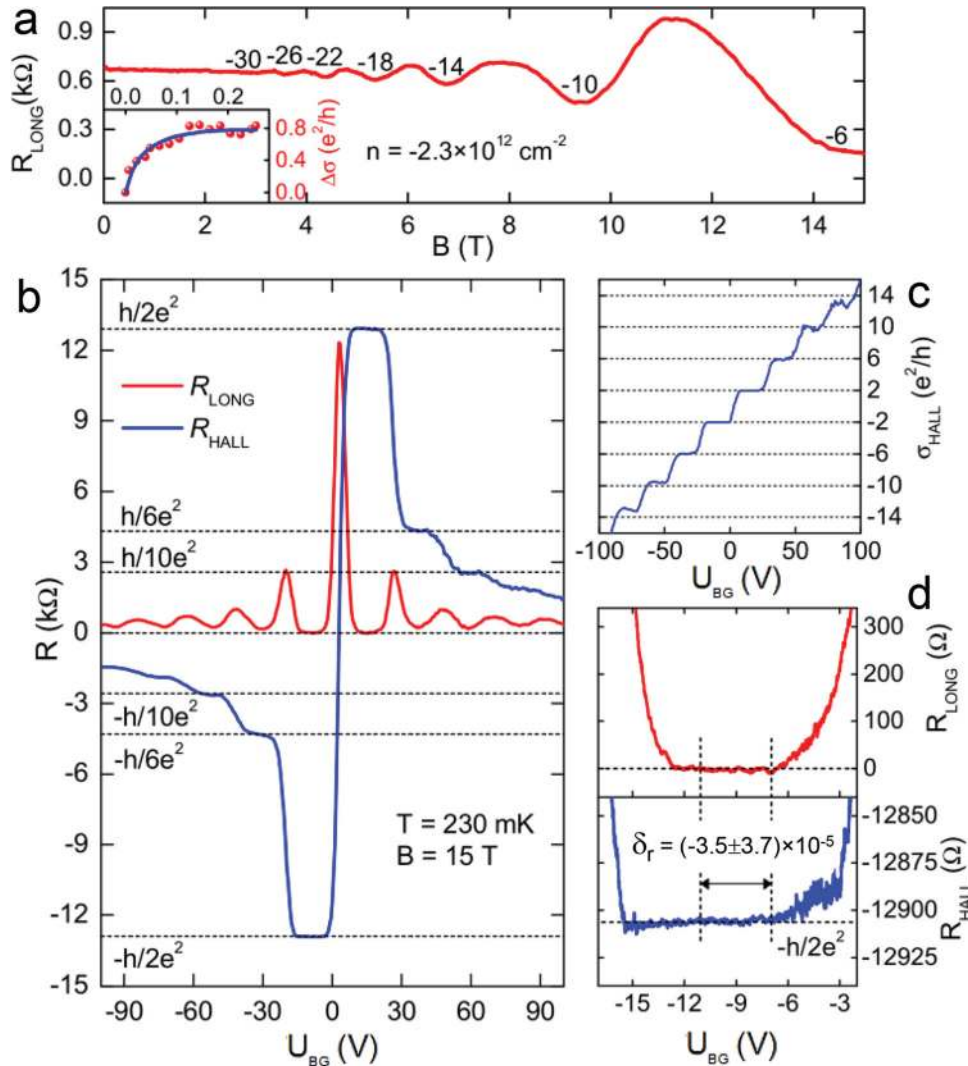 a
R_LONG (kΩ)
0.9
0.6
0.3
0.0
-30 -26 -22 -18 -14 -10 -6
0.0 0.1 0.2
0.8
0.4
0.0
Δσ (e²/h)
n = -2.3×10¹² cm⁻²
0 2 4 6 8 10 12 14
B (T)
b
R (kΩ)
15
12
9
6
3
0
-3
-6
-9
-12
-15
h/2e²
R_LONG
R_HALL
h/6e²
h/10e²
-h/10e²
-h/6e²
T = 230 mK
B = 15 T
-h/2e²
-90 -60 -30 0 30 60 90
U_BG (V)
c
14
10
6
2
-2
-6
-10
-14
σ_HALL (e²/h)
-100 -50 0 50 100
U_BG (V)
d
300
200
100
0
R_LONG (Ω)
δ_r = (-3.5±3.7)×10⁻⁵
-12850
-12875
-12900
-12925
R_HALL (Ω)
-h/2e²
-15 -12 -9 -6 -3
U_BG (V)